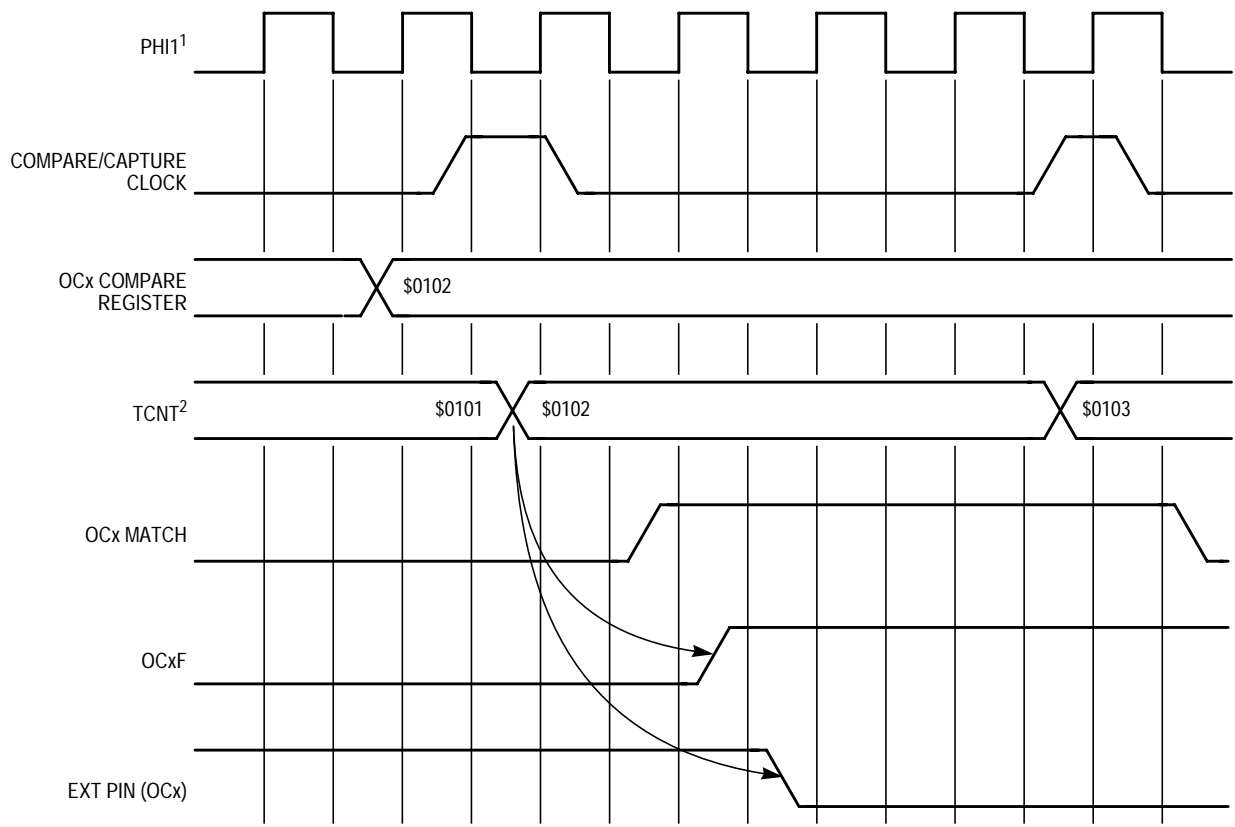 PHI1¹
COMPARE/CAPTURE
CLOCK
OCx COMPARE
REGISTER
$0102
TCNT²
$0101
$0102
$0103
OCx MATCH
OCxF
EXT PIN (OCx)